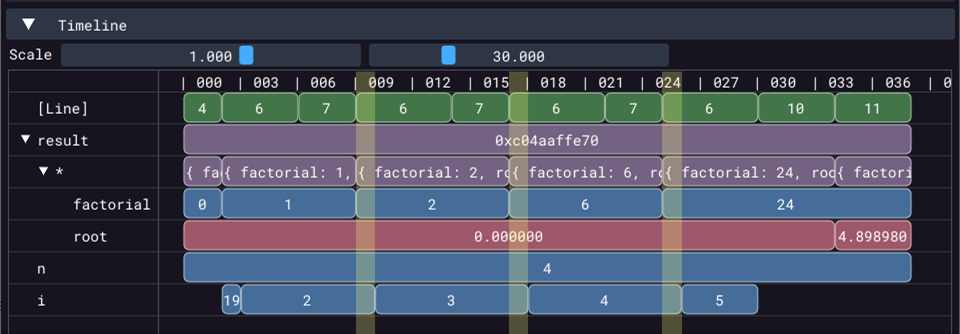 Timeline
Scale 1.000 30.000
| 000 | 003 | 006 | 009 | 012 | 015 | 018 | 021 | 024 | 027 | 030 | 033 | 036 | 0
[Line] 4 6 7 6 7 6 7 6 10 11
result 0xc04aaffe70
* { fac { factorial: 1, { factorial: 2, ro { factorial: 6, ro { factorial: 24, roo { factori
factorial 0 1 2 6 24
root 0.000000 4.898980
n 4
i 19 2 3 4 5